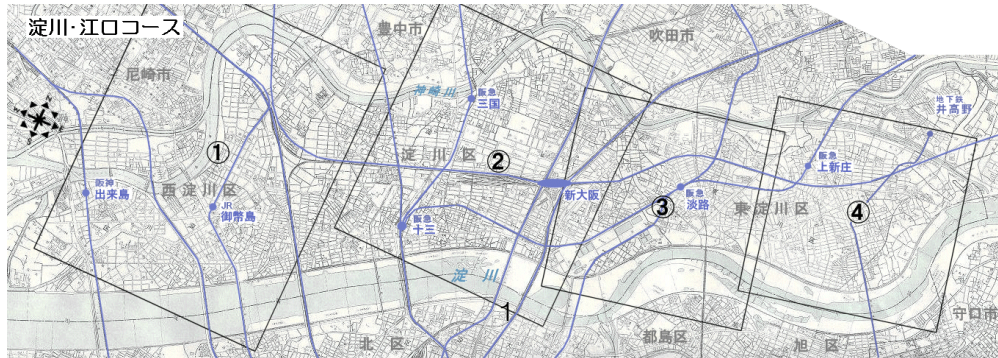 淀川・江口コース
豊中市
吹田市
尼崎市
神崎川
阪急
三国
地下鉄
井高野
①
淀川区
②
阪急
上新庄
西淀川区
阪神
出来島
JR
御幣島
新大阪
阪急
淡路
③
東淀川区
④
阪急
十三
淀川
1
守口市
北区
都島区
旭区